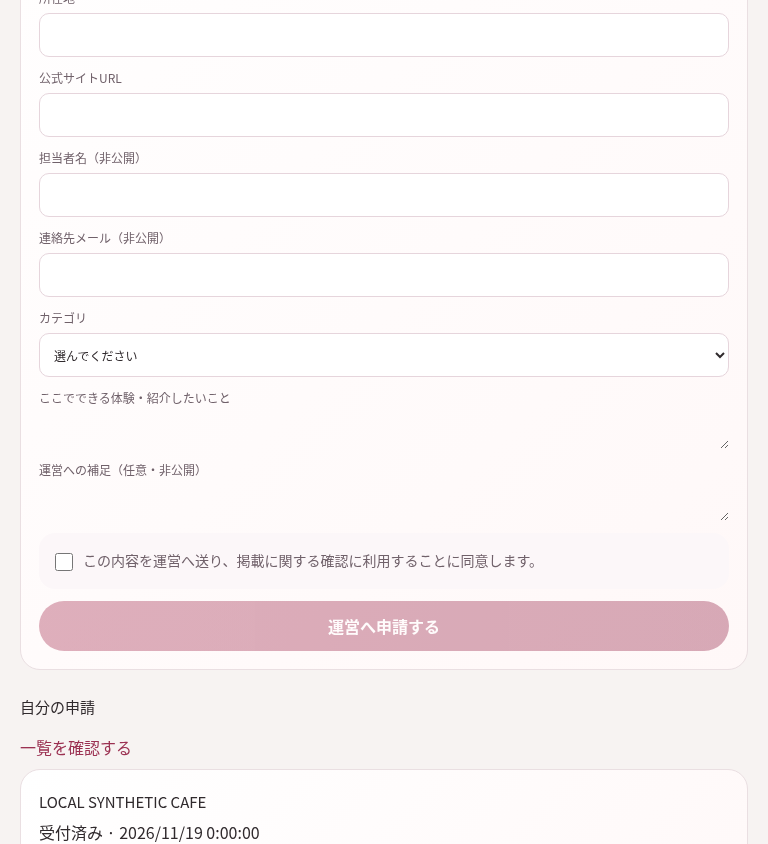 所在地
公式サイトURL
担当者名（非公開）
連絡先メール（非公開）
カテゴリ
選んでください
ここでできる体験・紹介したいこと
運営への補足（任意・非公開）
この内容を運営へ送り、掲載に関する確認に利用することに同意します。
運営へ申請する
自分の申請
一覧を確認する
LOCAL SYNTHETIC CAFE
受付済み · 2026/11/19 0:00:00